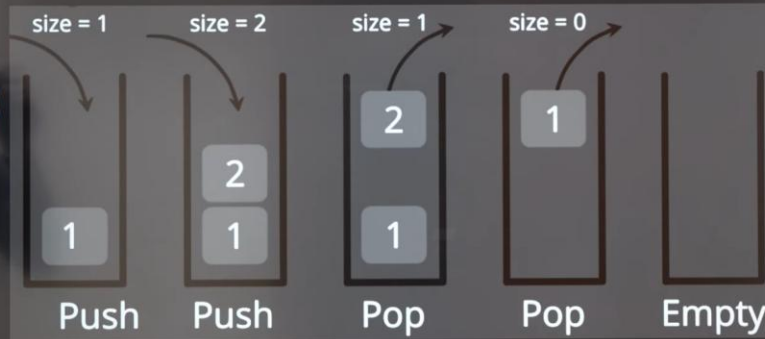 size = 1 size = 2 size = 1 size = 0
2 1
2
1 1 1
Push Push Pop Pop Empty